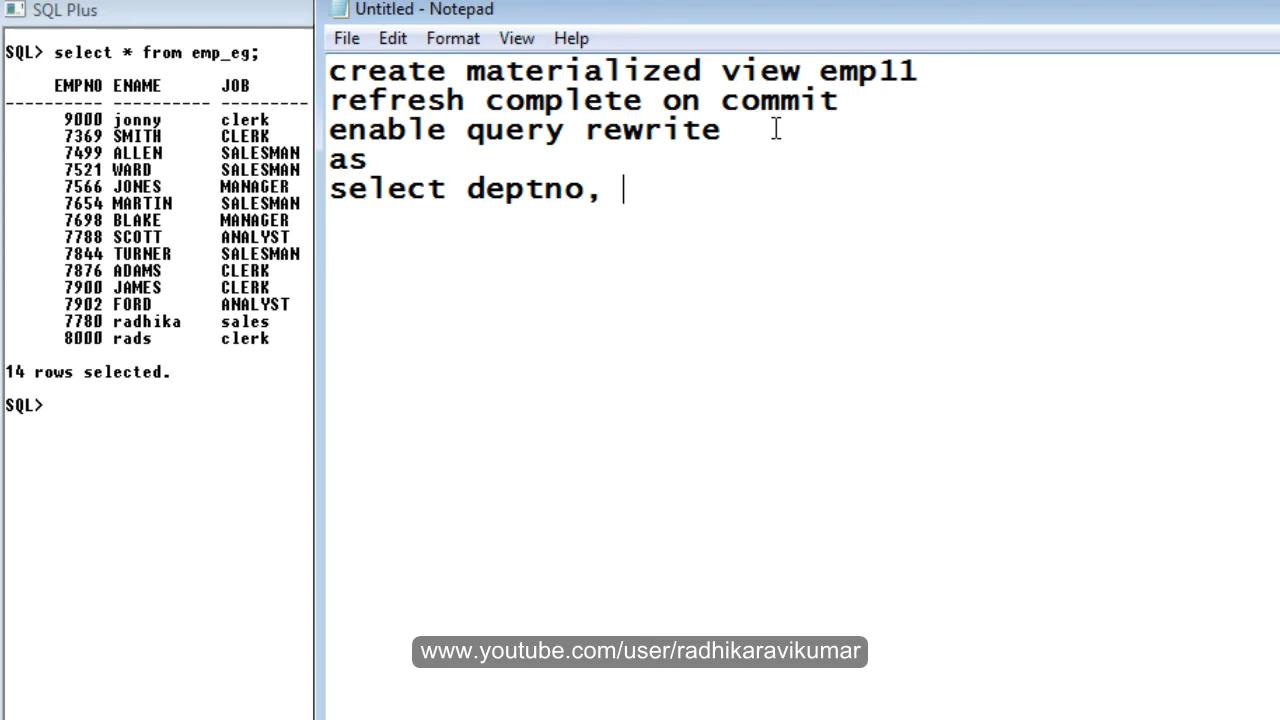 SQL Plus
SQL> select * from emp_eg;
EMPNO ENAME JOB
---------- ---------- ---------
9000 jonny clerk
7369 SMITH CLERK
7499 ALLEN SALESMAN
7521 WARD SALESMAN
7566 JONES MANAGER
7654 MARTIN SALESMAN
7698 BLAKE MANAGER
7788 SCOTT ANALYST
7844 TURNER SALESMAN
7876 ADAMS CLERK
7900 JAMES CLERK
7902 FORD ANALYST
7780 radhika sales
8000 rads clerk
14 rows selected.
SQL>
Untitled - Notepad
File Edit Format View Help
create materialized view emp11
refresh complete on commit
enable query rewrite
as
select deptno,
www.youtube.com/user/radhikaravikumar